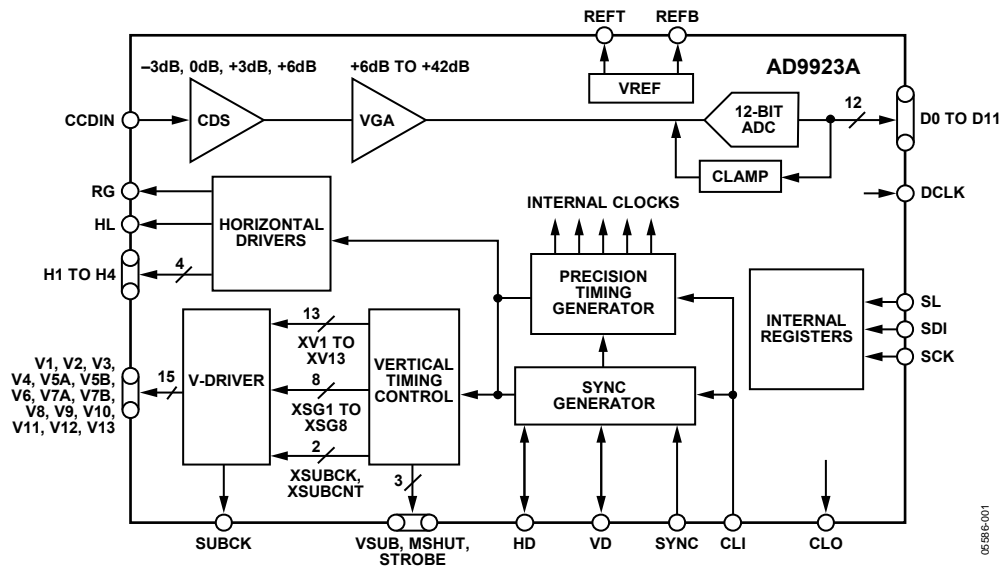 REFT REFB
–3dB, 0dB, +3dB, +6dB +6dB TO +42dB
AD9923A
VREF
CCDIN
CDS
VGA
12-BIT
ADC
12
D0 TO D11
CLAMP
RG
HL
H1 TO H4
4
HORIZONTAL
DRIVERS
INTERNAL CLOCKS
DCLK
PRECISION
TIMING
GENERATOR
INTERNAL
REGISTERS
SL
SDI
SCK
V1, V2, V3,
V4, V5A, V5B,
V6, V7A, V7B,
V8, V9, V10,
V11, V12, V13
15
V-DRIVER
13
XV1 TO
XV13
8
XSG1 TO
XSG8
2
XSUBCK,
XSUBCNT
VERTICAL
TIMING
CONTROL
3
SYNC
GENERATOR
SUBCK
VSUB, MSHUT,
STROBE
HD
VD
SYNC
CLI
CLO
05586-001